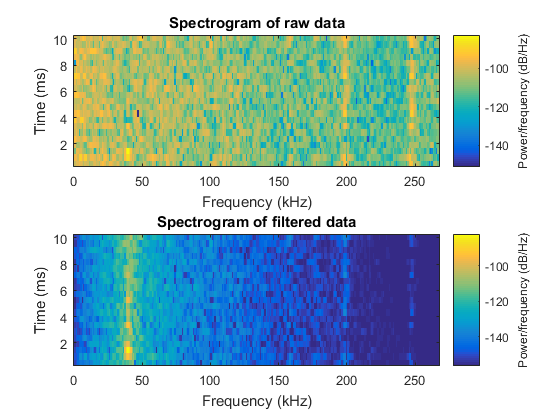 Spectrogram of raw data
10
8
6
4
2
Time (ms)
0 50 100 150 200 250
Frequency (kHz)
-100
-120
-140
Power/frequency (dB/Hz)
Spectrogram of filtered data
10
8
6
4
2
Time (ms)
0 50 100 150 200 250
Frequency (kHz)
-100
-120
-140
Power/frequency (dB/Hz)